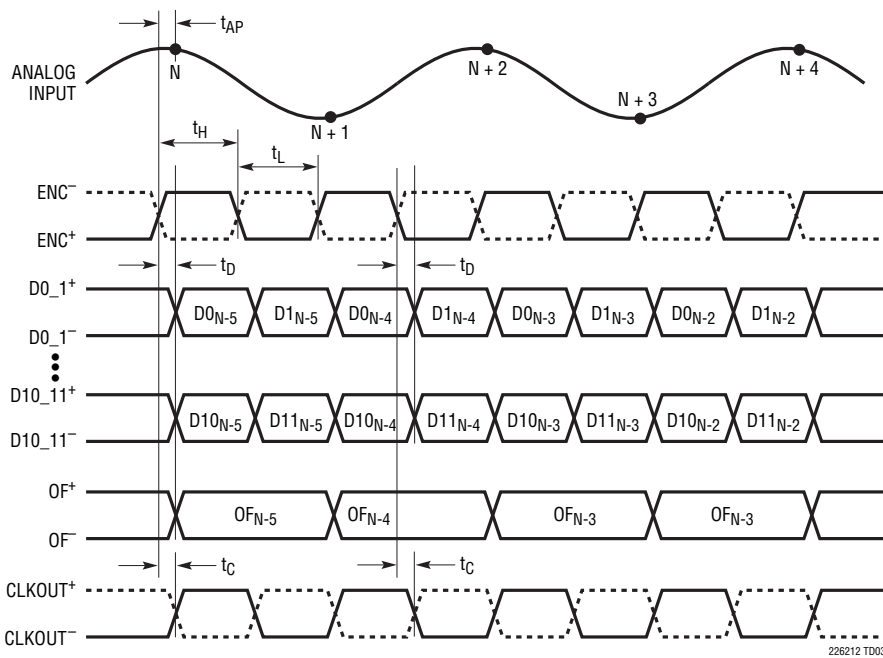 tAP
ANALOG
INPUT
N
N + 1
N + 2
N + 3
N + 4
tH
tL
ENC–
ENC+
tD
tD
D0_1+
D0N-5 D1N-5 D0N-4 D1N-4 D0N-3 D1N-3 D0N-2 D1N-2
D0_1–
D10_11+
D10N-5 D11N-5 D10N-4 D11N-4 D10N-3 D11N-3 D10N-2 D11N-2
D10_11–
OF+
OFN-5 OFN-4 OFN-3 OFN-3
OF–
tC
tC
CLKOUT+
CLKOUT–
226212 TD03